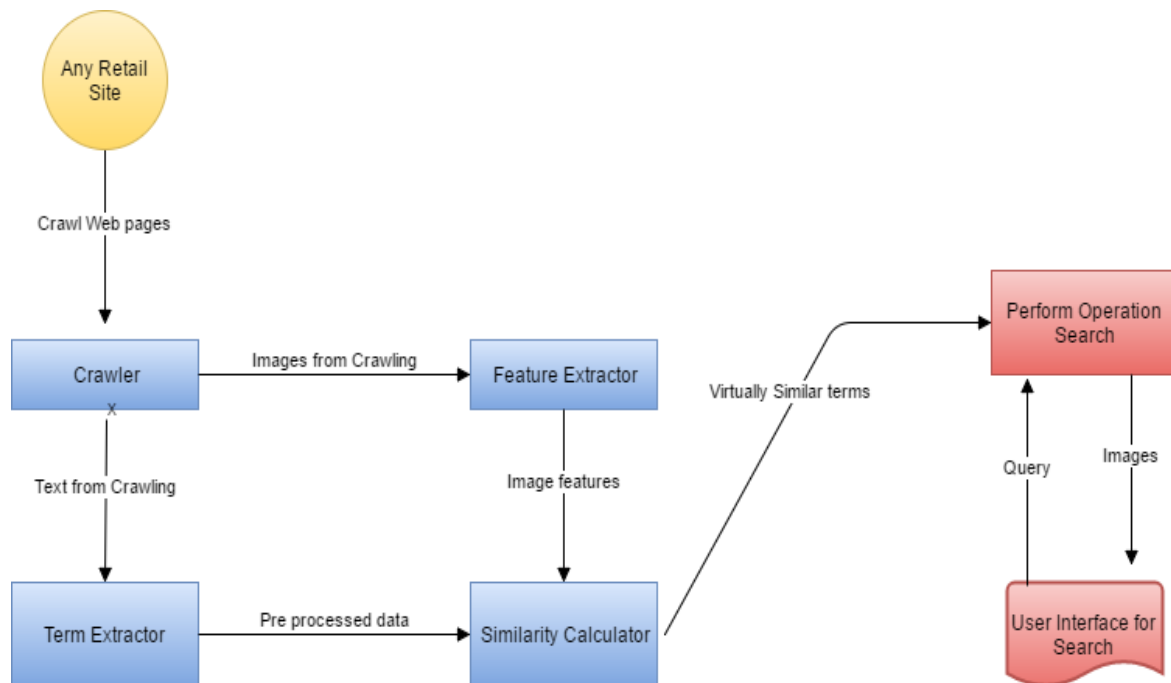 Any Retail
Site
Crawl Web pages
Crawler
Images from Crawling
Feature Extractor
X
Text from Crawling
Image features
Term Extractor
Pre processed data
Similarity Calculator
Virtually Similar terms
Perform Operation
Search
Query
Images
User Interface for
Search